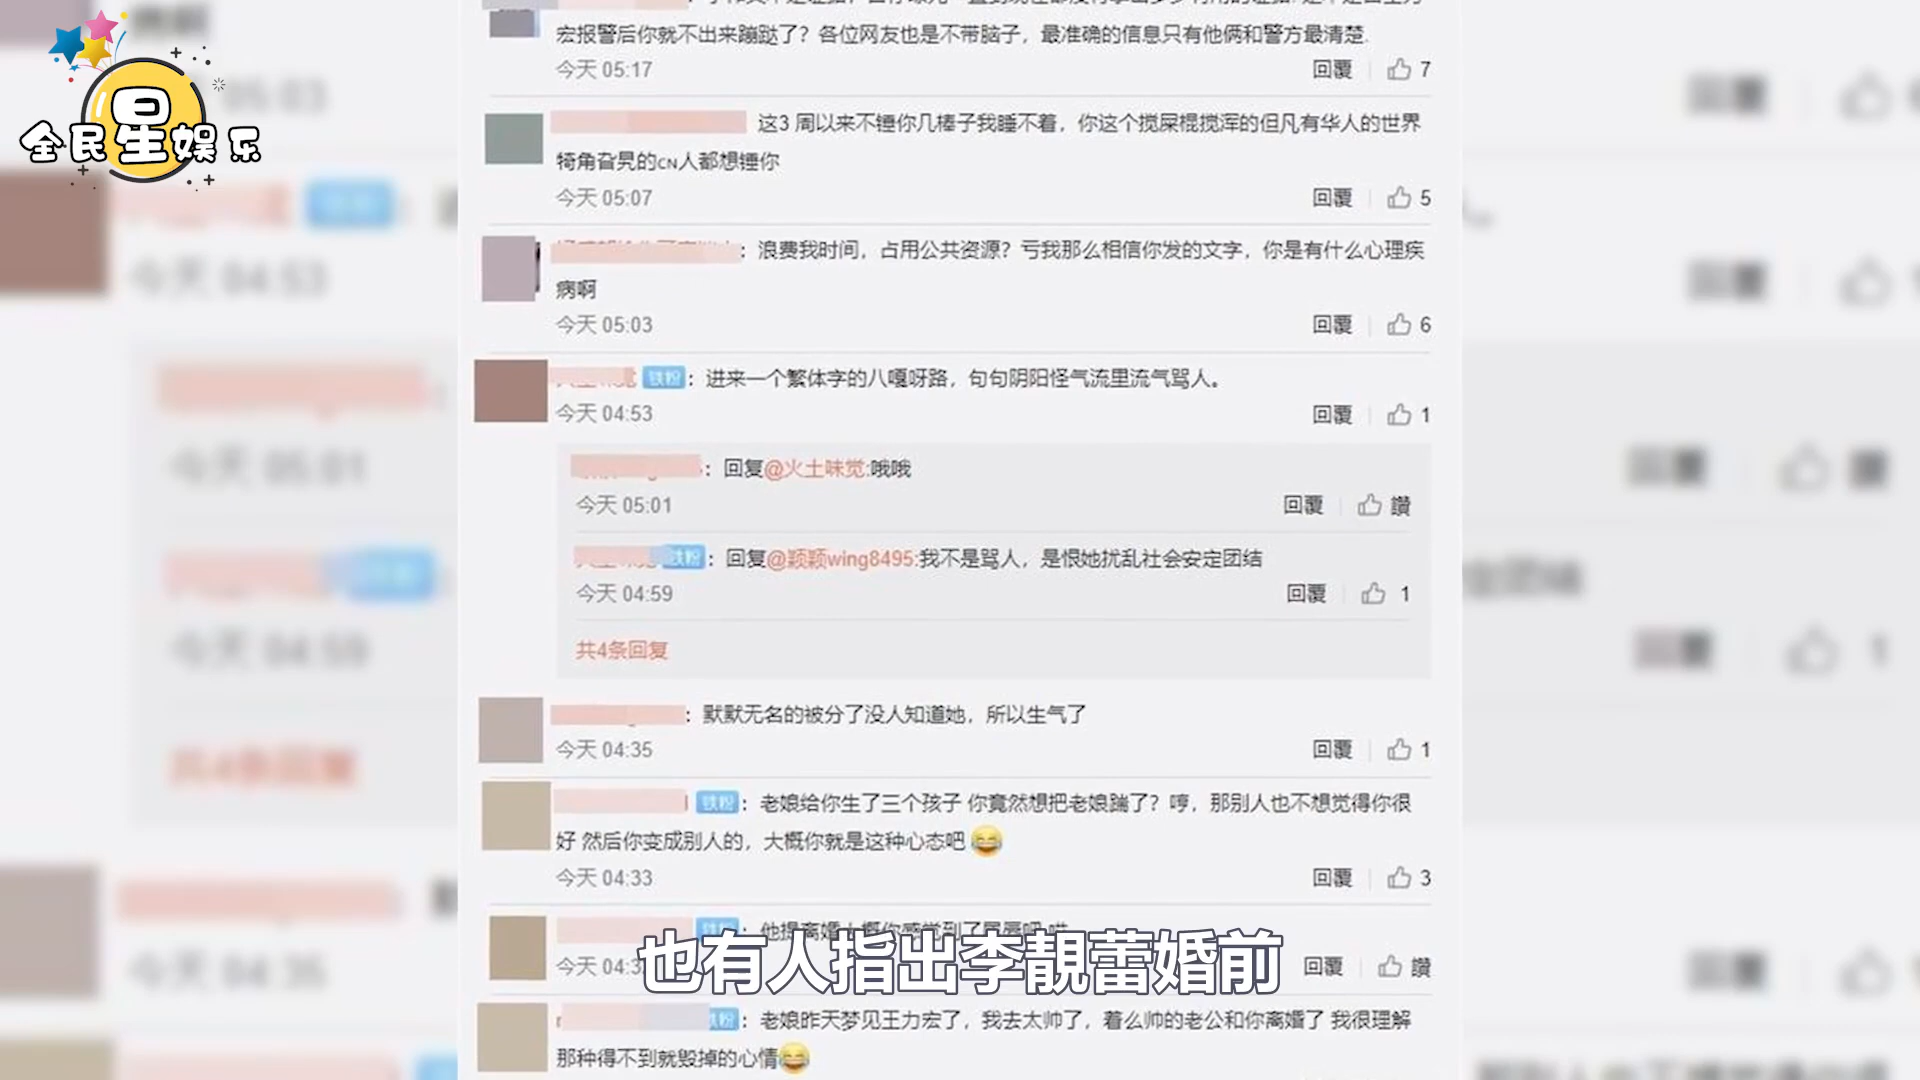 全民星娱乐
宏报警后你就不出来蹦跶了？各位网友也是不带脑子，最准确的信息只有他俩和警方最清楚.
今天 05:17 回覆 7
这3 周以来不锤你几棒子我睡不着，你这个搅屎棍搅浑的但凡有华人的世界
犄角旮旯的CN人都想锤你
今天 05:07 回覆 5
：浪费我时间，占用公共资源？亏我那么相信你发的文字，你是有什么心理疾
病啊
今天 05:03 回覆 6
铁粉：进来一个繁体字的八嘎呀路，句句阴阳怪气流里流气骂人。
今天 04:53 回覆 1
：回复@火土味觉:哦哦
今天 05:01 回覆 讚
铁粉：回复@颖颖wing8495:我不是骂人，是恨她扰乱社会安定团结
今天 04:59 回覆 1
共4条回复
：默默无名的被分了没人知道她，所以生气了
今天 04:35 回覆 1
铁粉：老娘给你生了三个孩子 你竟然想把老娘踹了？哼，那别人也不想觉得你很
好 然后你变成别人的，大概你就是这种心态吧
今天 04:33 回覆 3
铁粉：他提离婚
今天 04:3 回覆 讚
也有人指出李靚蕾婚前
铁粉：老娘昨天梦见王力宏了，我去太帅了，着么帅的老公和你离婚了 我很理解
那种得不到就毁掉的心情